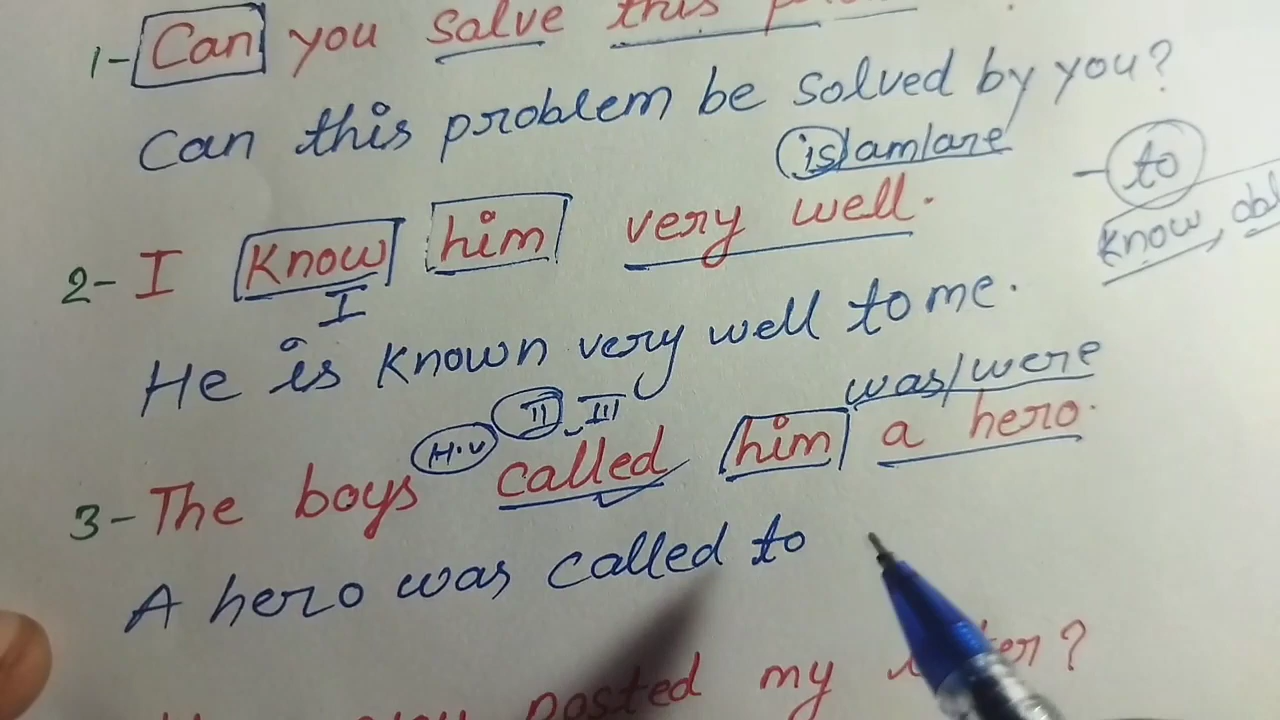 1- Can you salve this
Can this problem be solved by you?
is/am/are
- to
know,
2- I Know him very well.
I
He is known very well to me.
was/were
H.V II, III
3- The boys called him a hero.
A hero was called to
posted my ?